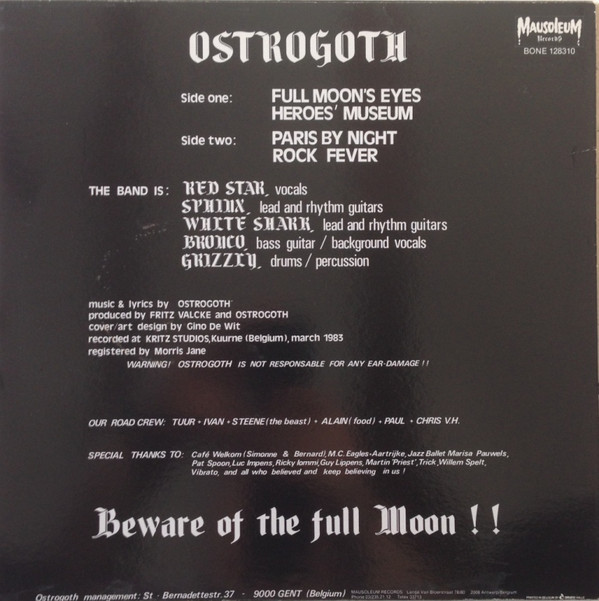 OSTROGOTH
MAUSOLEUM
Records
BONE 128310
Side one: FULL MOON'S EYES
HEROES' MUSEUM
Side two: PARIS BY NIGHT
ROCK FEVER
THE BAND IS: RED STAR, vocals
SPHINX, lead and rhythm guitars
WHITE SHARK, lead and rhythm guitars
BRONCO, bass guitar / background vocals
GRIZZLY, drums / percussion
music & lyrics by OSTROGOTH
produced by FRITZ VALCKE and OSTROGOTH
cover/art design by Gino De Wit
recorded at KRITZ STUDIOS, Kuurne (Belgium), march 1983
registered by Morris Jane
WARNING! OSTROGOTH IS NOT RESPONSABLE FOR ANY EAR-DAMAGE !!
OUR ROAD CREW: TUUR • IVAN • STEENE (the beast) • ALAIN (food) • PAUL • CHRIS V.H.
SPECIAL THANKS TO: Café Welkom (Simonne & Bernard), M.C. Eagles-Aartrijke, Jazz Ballet Marisa Pauwels,
Pat Spoon, Luc Impens, Ricky Iommi, Guy Lippens, Martin 'Priest', Trick, Willem Spelt,
Vibrato, and all who believed and keep believing in us!
Beware of the full Moon !!
Ostrogoth management: St - Bernadettestr. 37 - 9000 GENT (Belgium)
MAUSOLEUM RECORDS